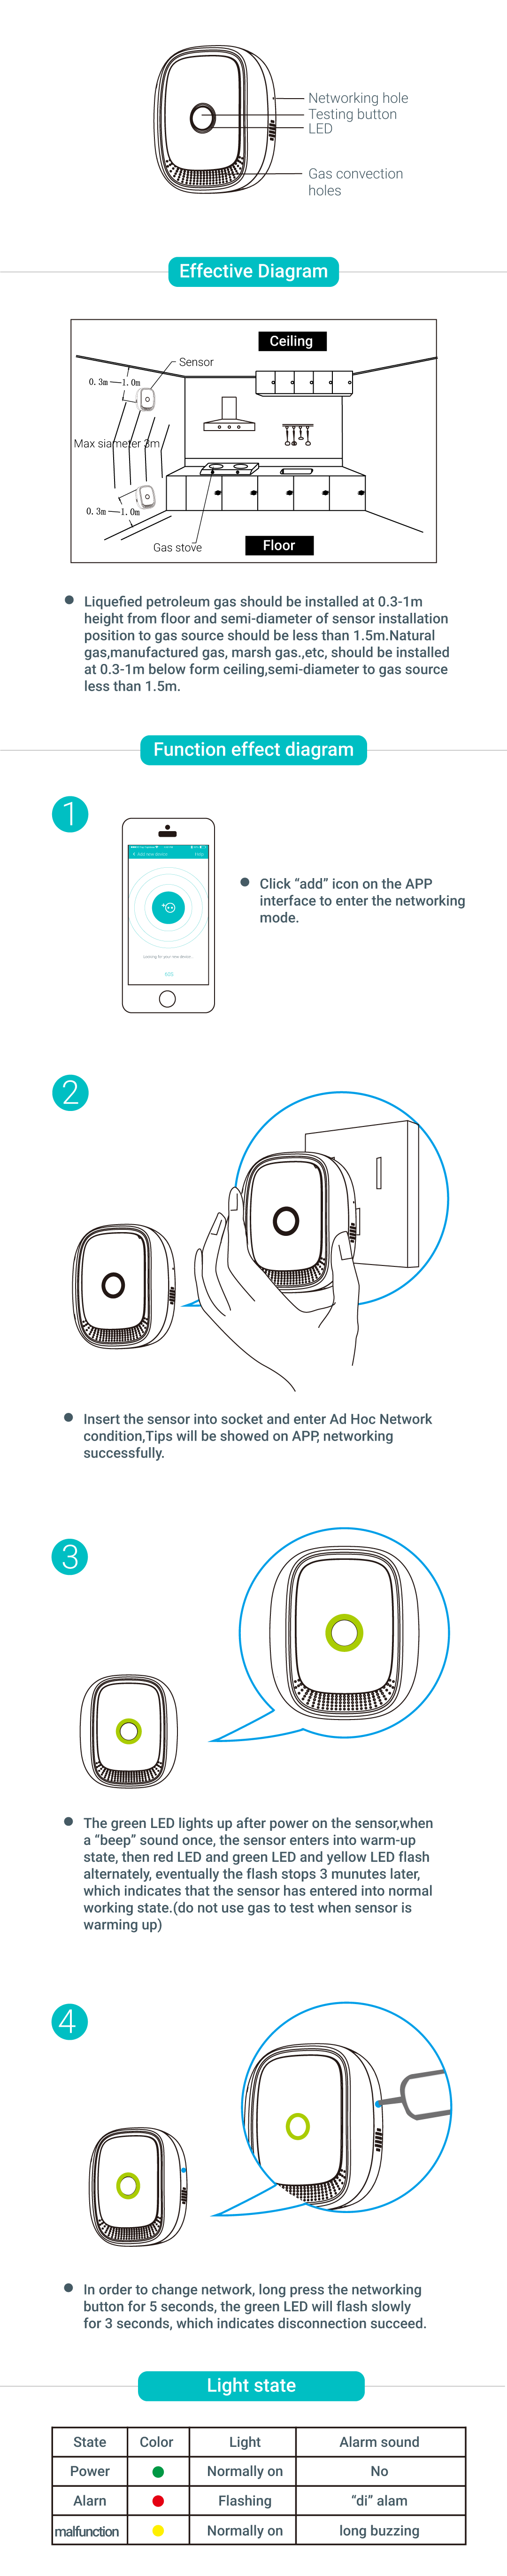 Networking hole
Testing button
LED
Gas convection
holes
Effective Diagram
Ceiling
Sensor
0. 3m
1. 0m
Max siameter 3m
0. 3m
1. 0m
Gas stove
Floor
Liquefied petroleum gas should be installed at 0.3-1m
height from floor and semi-diameter of sensor installation
position to gas source should be less than 1.5m.Natural
gas,manufactured gas, marsh gas.,etc, should be installed
at 0.3-1m below form ceiling,semi-diameter to gas source
less than 1.5m.
Function effect diagram
1
Add new device
FAQ
Looking for your new device...
ADD
Click “add” icon on the APP
interface to enter the networking
mode.
2
Insert the sensor into socket and enter Ad Hoc Network
condition,Tips will be showed on APP, networking
successfully.
3
The green LED lights up after power on the sensor,when
a “beep” sound once, the sensor enters into warm-up
state, then red LED and green LED and yellow LED flash
alternately, eventually the flash stops 3 munutes later,
which indicates that the sensor has entered into normal
working state.(do not use gas to test when sensor is
warming up)
4
In order to change network, long press the networking
button for 5 seconds, the green LED will flash slowly
for 3 seconds, which indicates disconnection succeed.
Light state
State Color Light Alarm sound
Power Normally on No
Alarn Flashing “di” alam
malfunction Normally on long buzzing